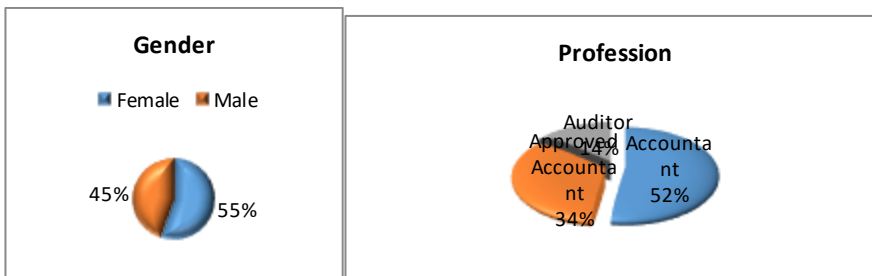 Gender
Female Male
45%
55%
Profession
Auditor
14%
Approved
Accounta
nt
34%
Accounta
nt
52%